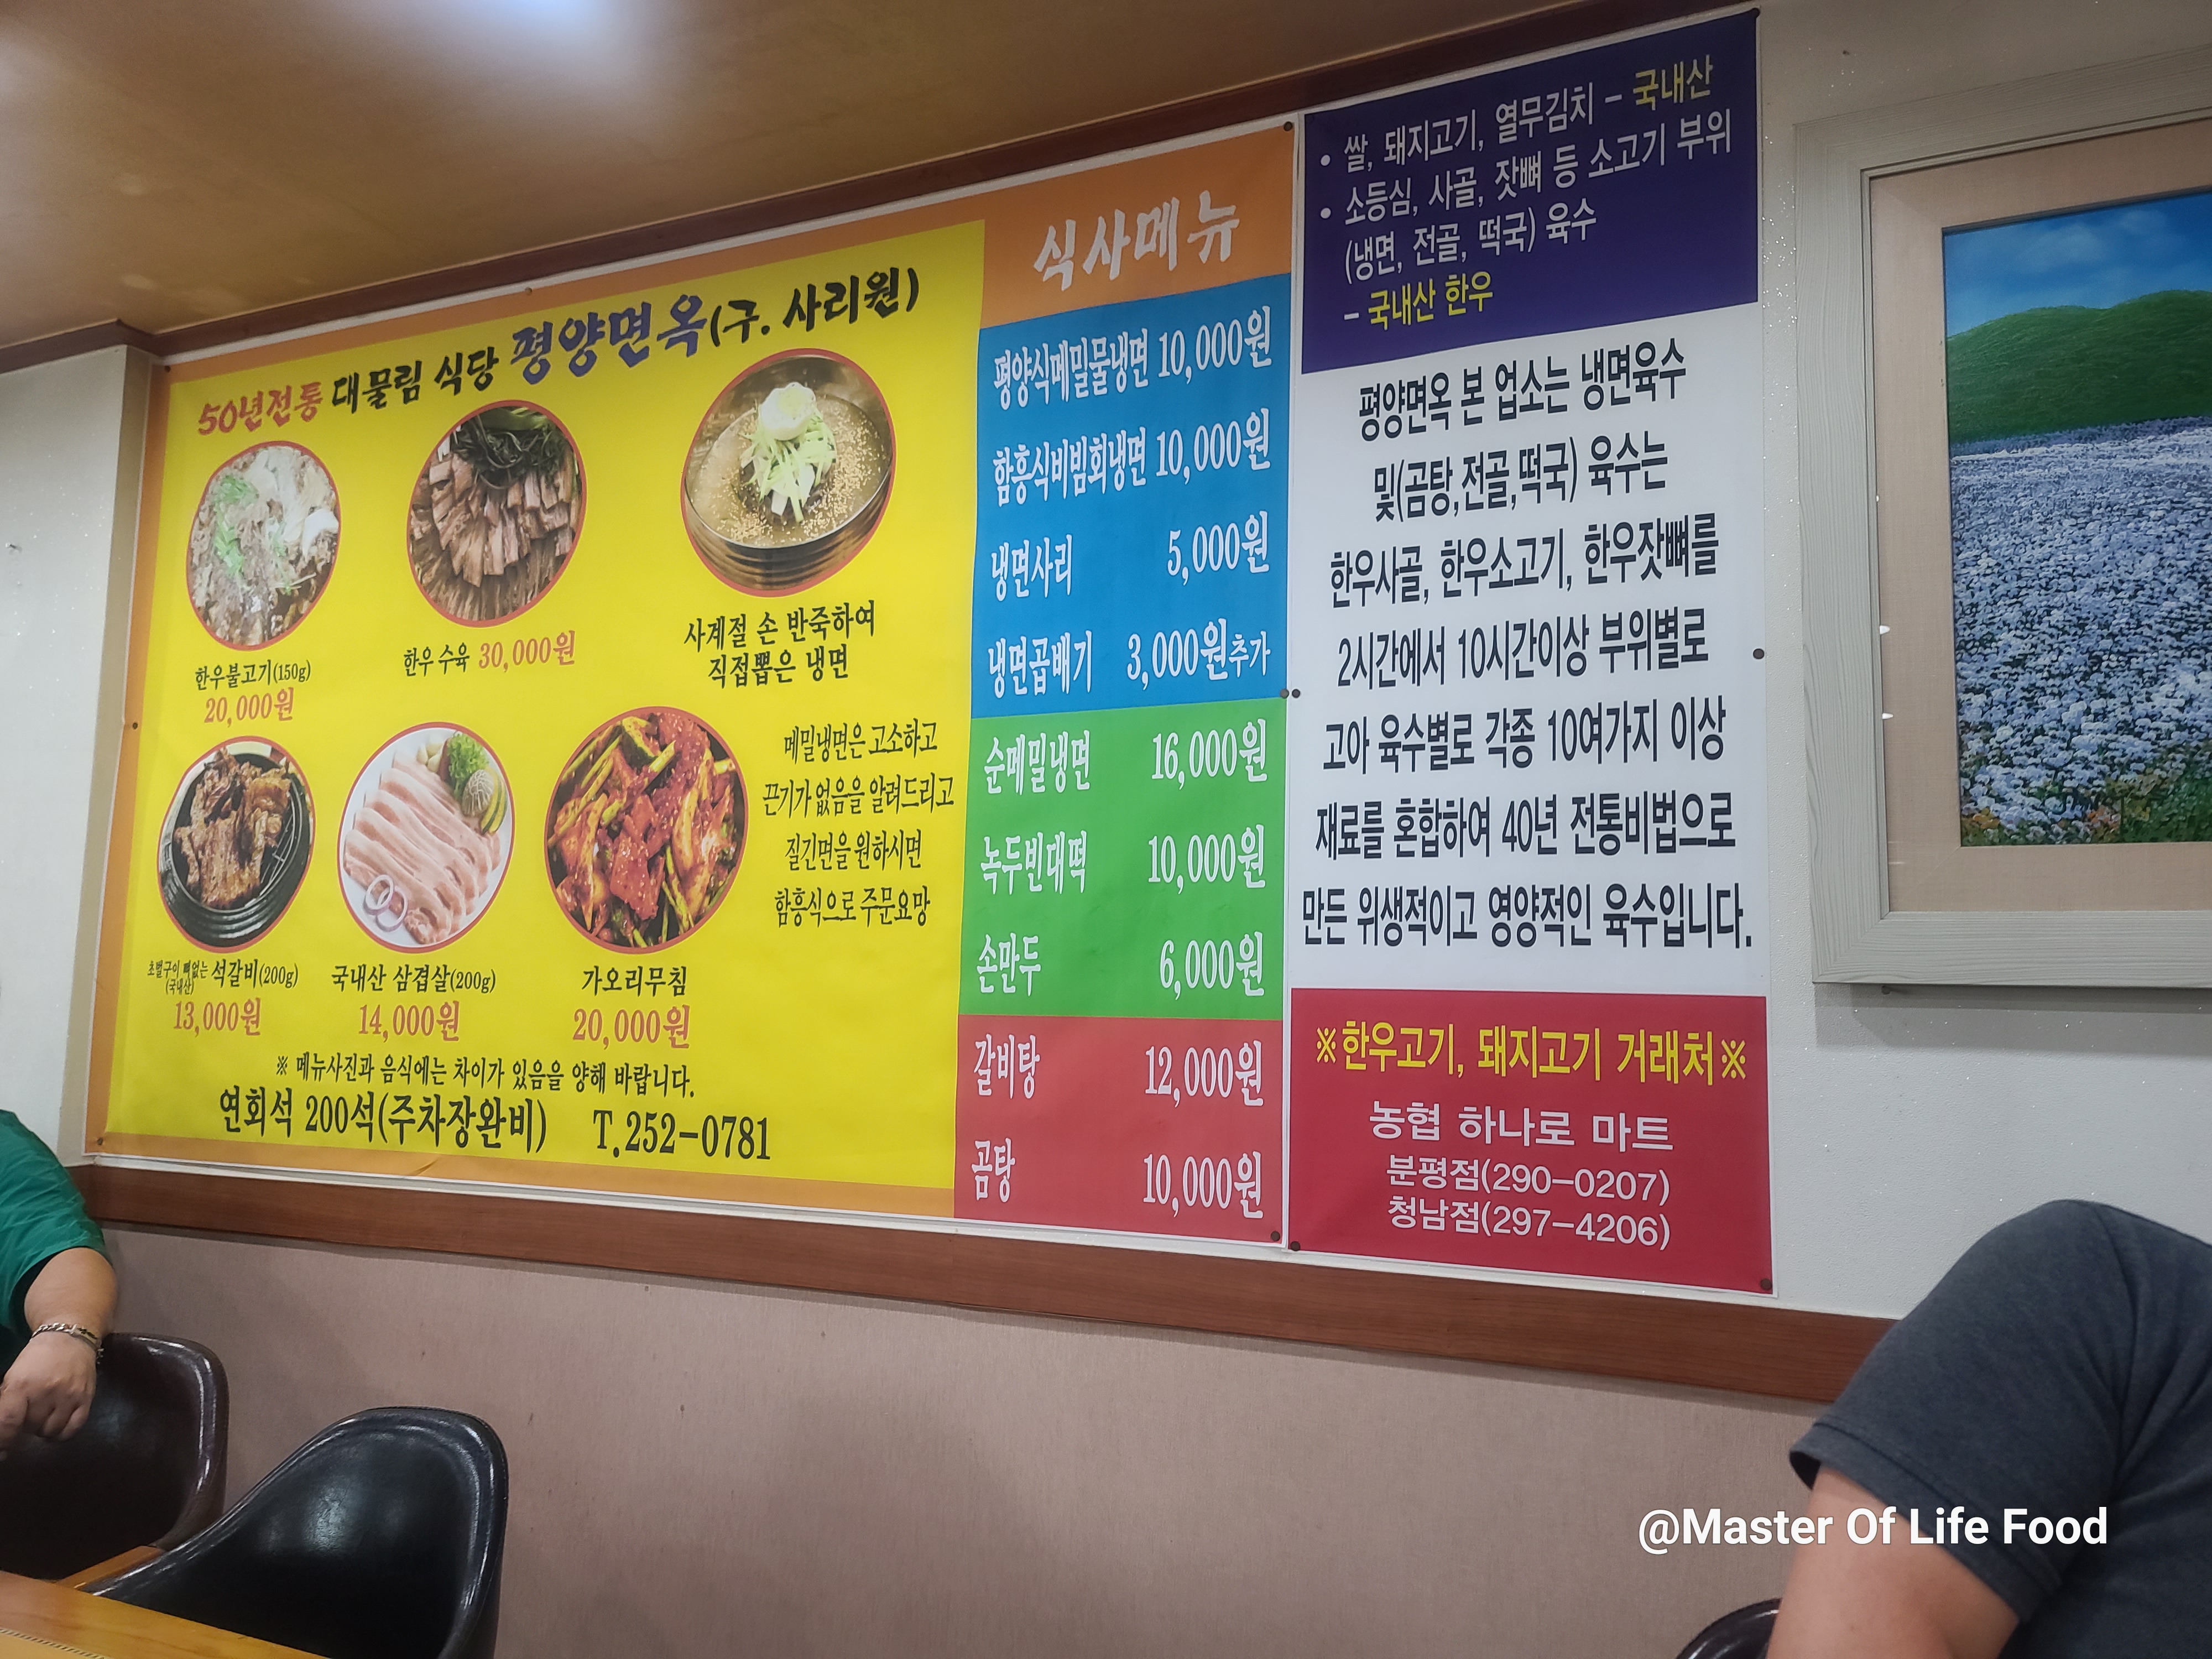 50년전통 대물림 식당 평양면옥(구. 사리원)
한우불고기(150g)
20,000원
한우 수육 30,000원
사계절 손 반죽하여
직접뽑은 냉면
메밀냉면은 고소하고
끈기가 없음을 알려드리고
질긴면을 원하시면
함흥식으로 주문요망
초벌구이 뼈없는 석갈비(200g)
(국내산)
13,000원
국내산 삼겹살(200g)
14,000원
가오리무침
20,000원
※ 메뉴사진과 음식에는 차이가 있음을 양해 바랍니다.
연회석 200석(주차장완비) T.252-0781
식사메뉴
평양식메밀물냉면 10,000원
함흥식비빔회냉면 10,000원
냉면사리 5,000원
냉면곱배기 3,000원추가
순메밀냉면 16,000원
녹두빈대떡 10,000원
손만두 6,000원
갈비탕 12,000원
곰탕 10,000원
• 쌀, 돼지고기, 열무김치 - 국내산
• 소등심, 사골, 잣뼈 등 소고기 부위
(냉면, 전골, 떡국) 육수
- 국내산 한우
평양면옥 본 업소는 냉면육수
및(곰탕,전골,떡국) 육수는
한우사골, 한우소고기, 한우잣뼈를
2시간에서 10시간이상 부위별로
고아 육수별로 각종 10여가지 이상
재료를 혼합하여 40년 전통비법으로
만든 위생적이고 영양적인 육수입니다.
※한우고기, 돼지고기 거래처※
농협 하나로 마트
분평점(290-0207)
청남점(297-4206)
@Master Of Life Food